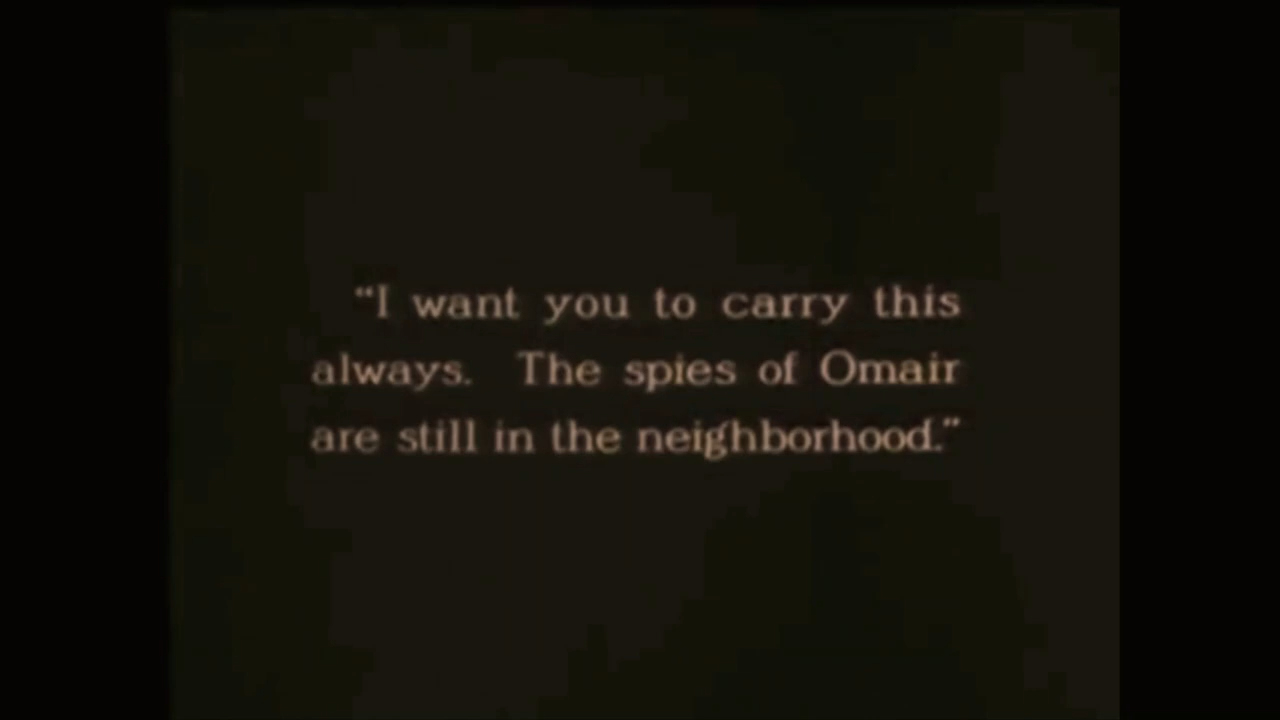 “I want you to carry this
always. The spies of Omair
are still in the neighborhood.”